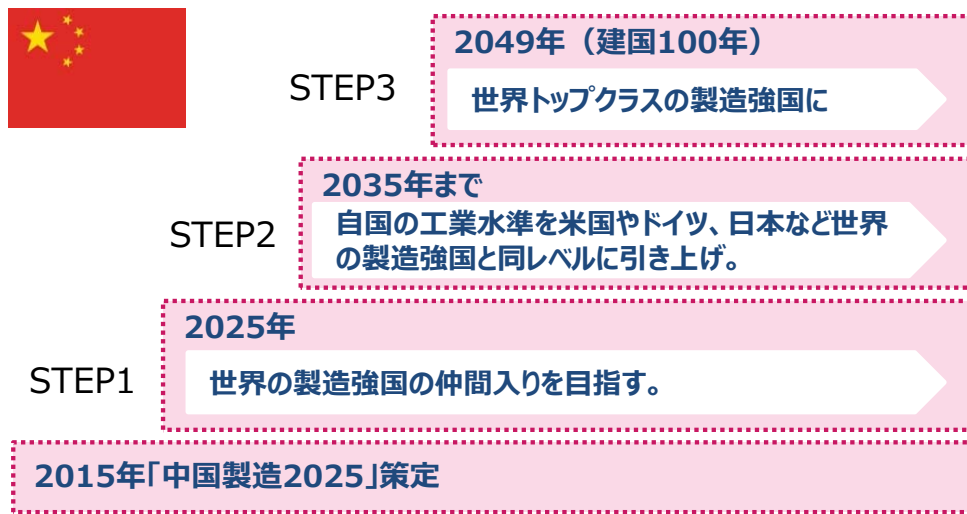 2049年（建国100年）
STEP3
世界トップクラスの製造強国に
2035年まで
STEP2
自国の工業水準を米国やドイツ、日本など世界
の製造強国と同レベルに引き上げ。
2025年
STEP1
世界の製造強国の仲間入りを目指す。
2015年｢中国製造2025｣策定